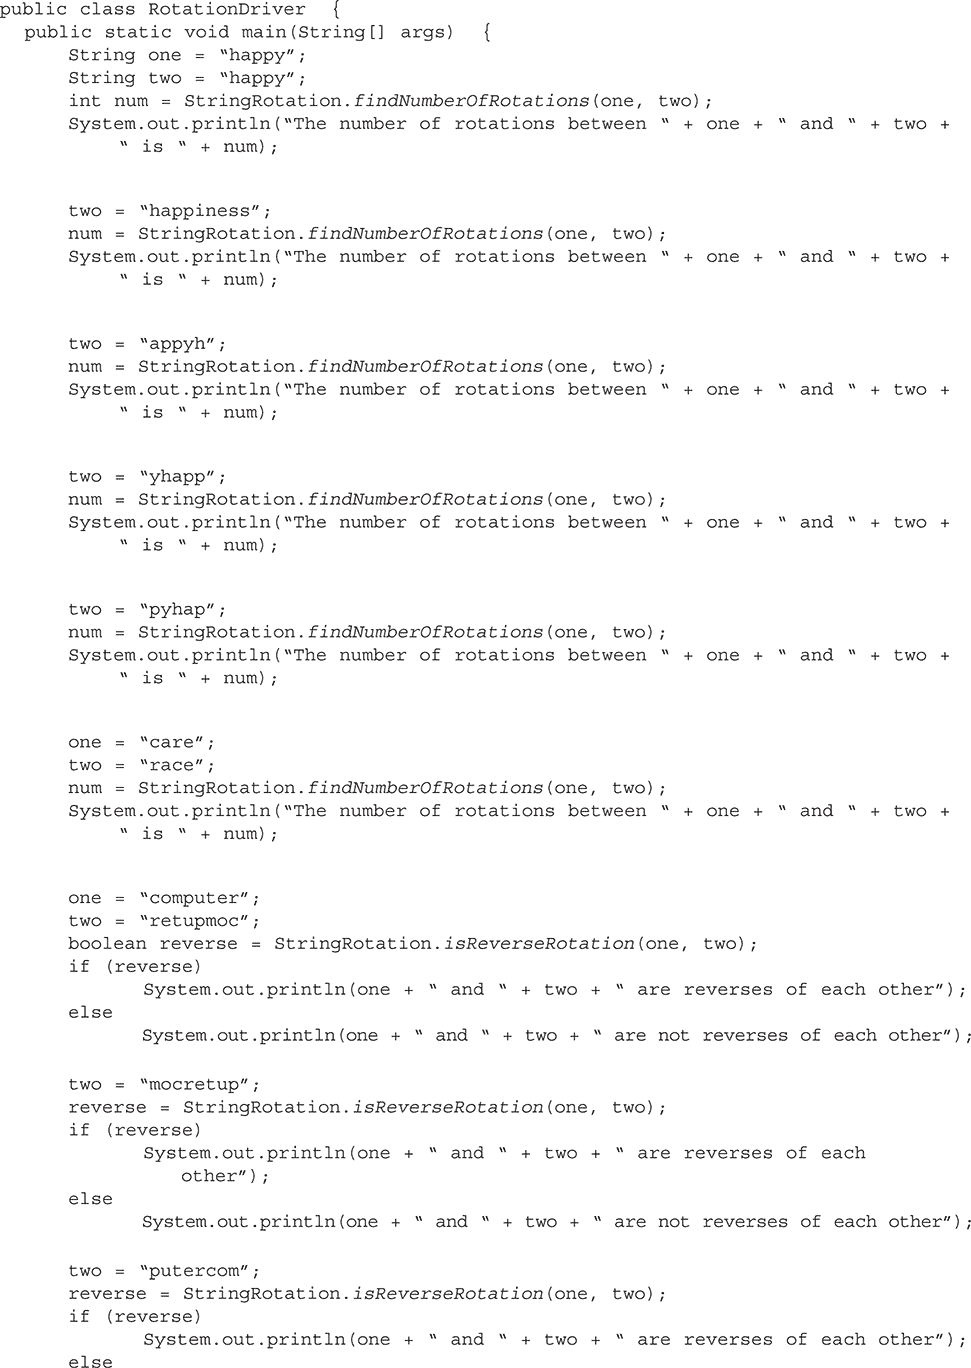 public class RotationDriver {
public static void main(String[] args) {
String one = “happy”;
String two = “happy”;
int num = StringRotation.findNumberOfRotations(one, two);
System.out.println(“The number of rotations between “ + one + “ and “ + two +
“ is “ + num);
two = “happiness”;
num = StringRotation.findNumberOfRotations(one, two);
System.out.println(“The number of rotations between “ + one + “ and “ + two +
“ is “ + num);
two = “appyh”;
num = StringRotation.findNumberOfRotations(one, two);
System.out.println(“The number of rotations between “ + one + “ and “ + two +
“ is “ + num);
two = “yhapp”;
num = StringRotation.findNumberOfRotations(one, two);
System.out.println(“The number of rotations between “ + one + “ and “ + two +
“ is “ + num);
two = “pyhap”;
num = StringRotation.findNumberOfRotations(one, two);
System.out.println(“The number of rotations between “ + one + “ and “ + two +
“ is “ + num);
one = “care”;
two = “race”;
num = StringRotation.findNumberOfRotations(one, two);
System.out.println(“The number of rotations between “ + one + “ and “ + two +
“ is “ + num);
one = “computer”;
two = “retupmoc”;
boolean reverse = StringRotation.isReverseRotation(one, two);
if (reverse)
System.out.println(one + “ and “ + two + “ are reverses of each other”);
else
System.out.println(one + “ and “ + two + “ are not reverses of each other”);
two = “mocretup”;
reverse = StringRotation.isReverseRotation(one, two);
if (reverse)
System.out.println(one + “ and “ + two + “ are reverses of each
other”);
else
System.out.println(one + “ and “ + two + “ are not reverses of each other”);
two = “putercom”;
reverse = StringRotation.isReverseRotation(one, two);
if (reverse)
System.out.println(one + “ and “ + two + “ are reverses of each other”);
else